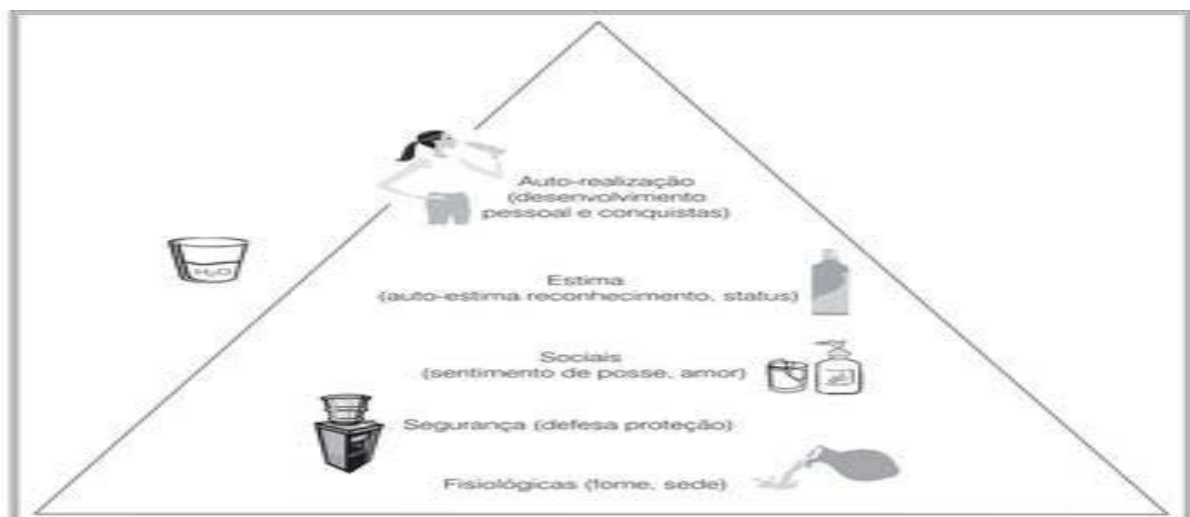 Auto-realização
(desenvolvimento
pessoal e conquistas)
H₂O
Estima
(auto-estima reconhecimento, status)
Sociais
(sentimento de posse, amor)
Segurança (defesa proteção)
Fisiológicas (fome, sede)